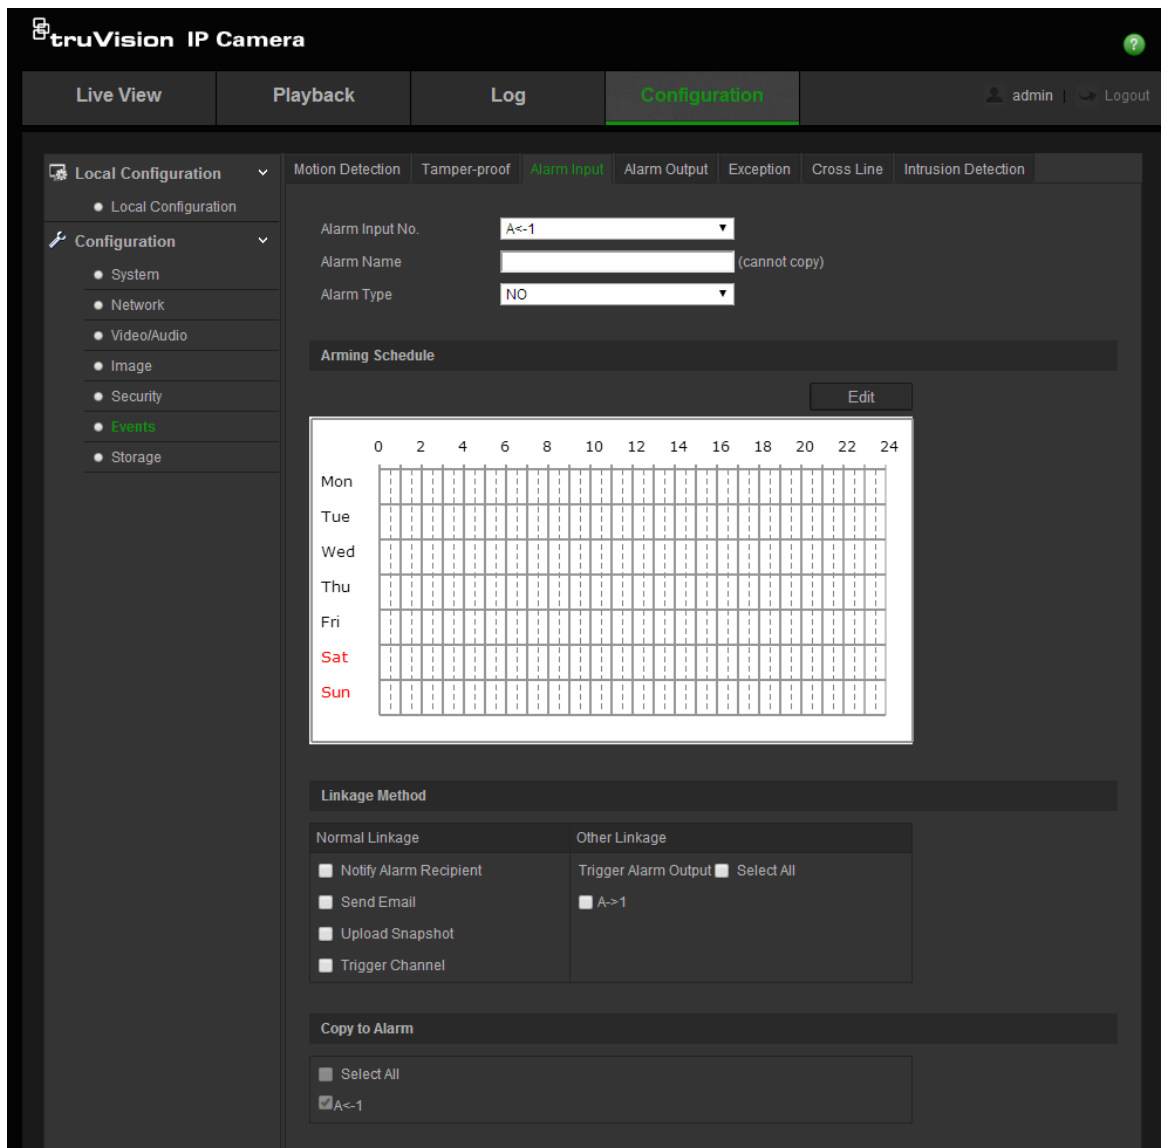 truVision IP Camera
?
Live View Playback Log Configuration admin | Logout
Local Configuration
Local Configuration
Configuration
System
Network
Video/Audio
Image
Security
Events
Storage
Motion Detection Tamper-proof Alarm Input Alarm Output Exception Cross Line Intrusion Detection
Alarm Input No. A<-1
Alarm Name (cannot copy)
Alarm Type NO
Arming Schedule
Edit
0 2 4 6 8 10 12 14 16 18 20 22 24
Mon
Tue
Wed
Thu
Fri
Sat
Sun
Linkage Method
Normal Linkage Other Linkage
Notify Alarm Recipient Trigger Alarm Output Select All
Send Email A->1
Upload Snapshot
Trigger Channel
Copy to Alarm
Select All
A<-1